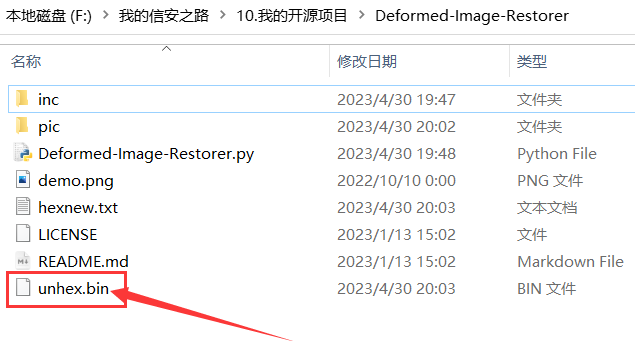 本地磁盘 (F:) 我的信安之路 10.我的开源项目 Deformed-Image-Restorer
名称 修改日期 类型
inc 2023/4/30 19:47 文件夹
pic 2023/4/30 20:02 文件夹
Deformed-Image-Restorer.py 2023/4/30 19:48 Python File
demo.png 2022/10/10 0:00 PNG 文件
hexnew.txt 2023/4/30 20:03 文本文档
LICENSE 2023/1/13 15:02 文件
README.md 2023/1/13 15:02 Markdown File
unhex.bin 2023/4/30 20:03 BIN 文件